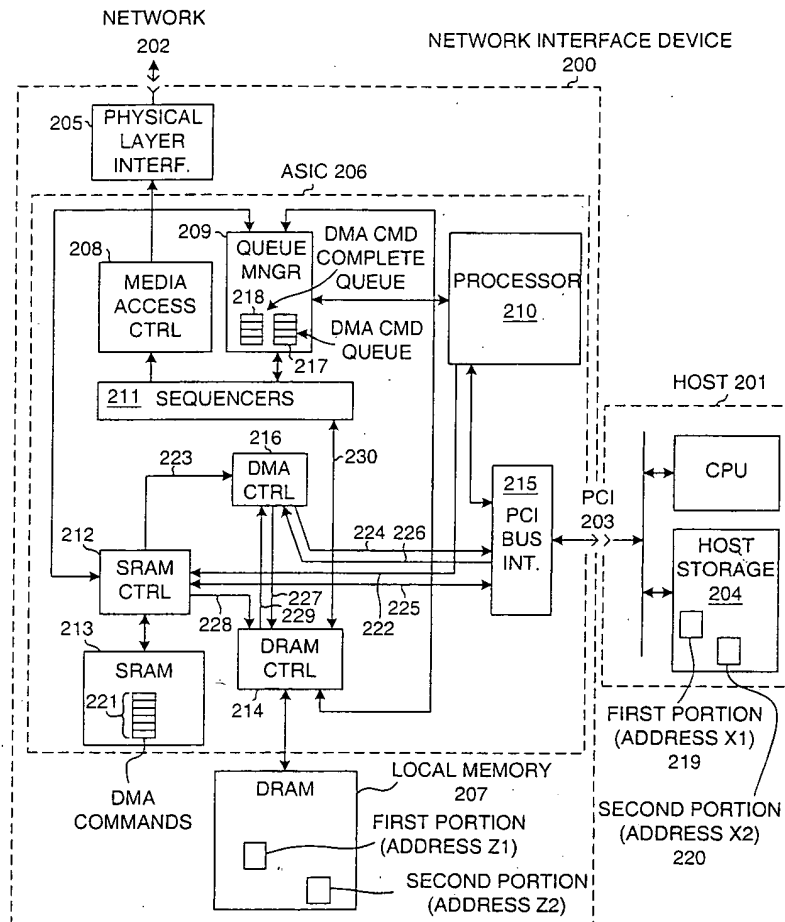 NETWORK
202
NETWORK INTERFACE DEVICE
200
205
PHYSICAL
LAYER
INTERF.
ASIC 206
209
QUEUE
MNGR
218
217
DMA CMD
COMPLETE
QUEUE
DMA CMD
QUEUE
208
MEDIA
ACCESS
CTRL
PROCESSOR
210
211 SEQUENCERS
HOST 201
216
DMA
CTRL
223
230
215
PCI
BUS
INT.
PCI
203
CPU
HOST
STORAGE
204
212
SRAM
CTRL
224
226
227
229
222
225
228
213
SRAM
221
DRAM
CTRL
214
DMA
COMMANDS
LOCAL MEMORY
207
DRAM
FIRST PORTION
(ADDRESS Z1)
SECOND PORTION
(ADDRESS Z2)
FIRST PORTION
(ADDRESS X1)
219
SECOND PORTION
(ADDRESS X2)
220